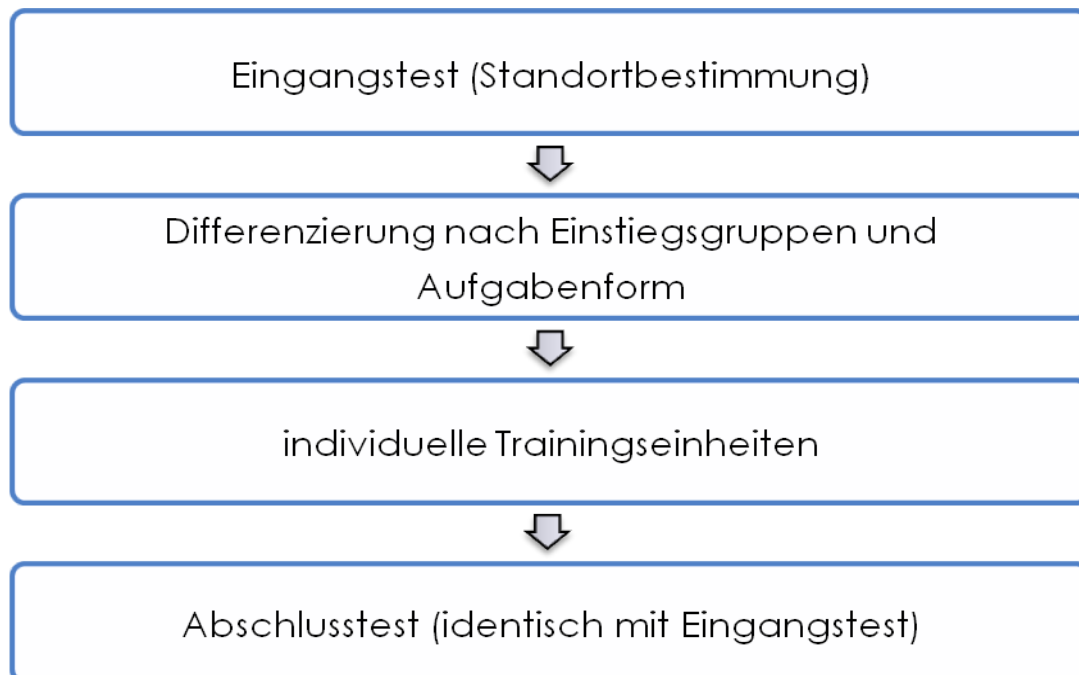 Eingangstest (Standortbestimmung)
Differenzierung nach Einstiegsgruppen und
Aufgabenform
individuelle Trainingseinheiten
Abschlusstest (identisch mit Eingangstest)